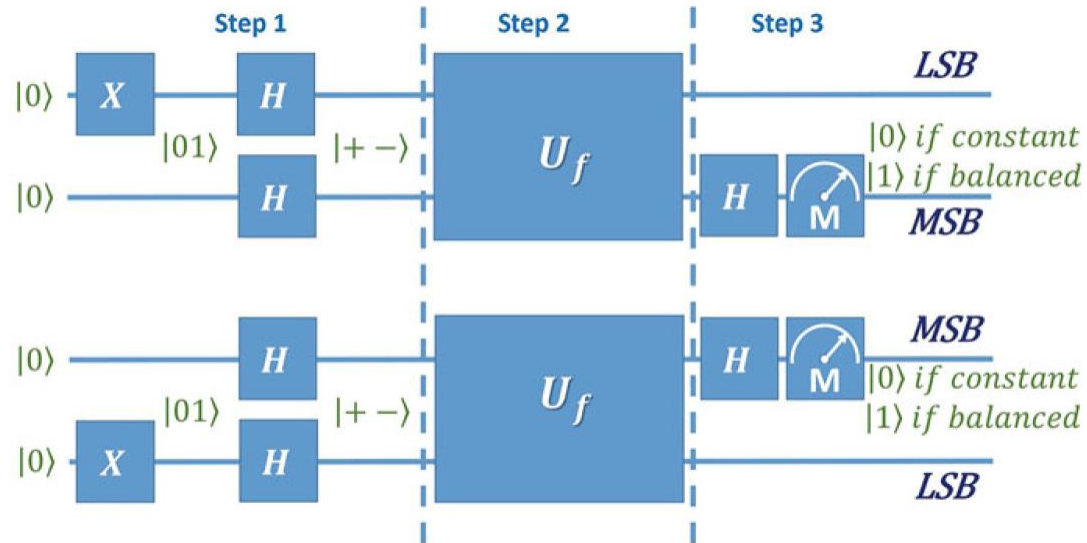 Step 1 Step 2 Step 3
LSB
|0⟩ X H
|01⟩ |+ −⟩ U_f |0⟩ if constant
|1⟩ if balanced
|0⟩ H H M
MSB
MSB
|0⟩ H H M
|01⟩ |+ −⟩ U_f |0⟩ if constant
|1⟩ if balanced
|0⟩ X H
LSB